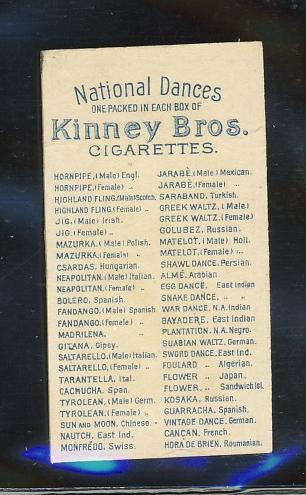 National Dances
ONE PACKED IN EACH BOX OF
Kinney Bros.
CIGARETTES.
HORNPIPE, (Male) Engl.
HORNPIPE, (Female) ..
HIGHLAND FLING, (Male) Scotch.
HIGHLAND FLING (Female) ..
JIG, (Male) Irish.
JIG, (Female) ..
MAZURKA, (Male) Polish.
MAZURKA, (Female) ..
CSARDAS, Hungarian.
NEAPOLITAN, (Male) Italian.
NEAPOLITAN, (Female) ..
BOLERO, Spanish.
FANDANGO, (Male) Spanish.
FANDANGO, (Female) ..
MADRILENA, ..
GITANA, Gipsy.
SALTARELLO, (Male) Italian.
SALTARELLO, (Female) ..
TARANTELLA, Ital.
CACHUCHA, Span.
TYROLEAN, (Male) Germ.
TYROLEAN, (Female) ..
SUN AND MOON, Chinese.
NAUTCH, East Ind.
MONFREDO, Swiss.
JARABÈ, (Male) Mexican.
JARABÈ, (Female) ..
SARABAND, Turkish.
GREEK WALTZ, (Male)
GREEK WALTZ, (Female)
GOLUBEZ, Russian.
MATELOT, (Male) Holl.
MATELOT, (Female) ..
SHAWL DANCE, Persian.
ALMÉ, Arabian
EGG DANCE, East Indian
SNAKE DANCE, .. ..
WAR DANCE, N.A. Indian
BAYADERE, East Indian
PLANTATION, N.A. Negro.
SUABIAN WALTZ, German.
SWORD DANCE, East Ind.
FOULARD .. Algerian.
FLOWER .. Japan.
FLOWER .. Sandwich Isl.
KOSAKA, Russian.
GUARRACHA, Spanish.
VINTAGE DANCE, German.
CANCAN, French.
HORA DE BRIEN, Roumanian.